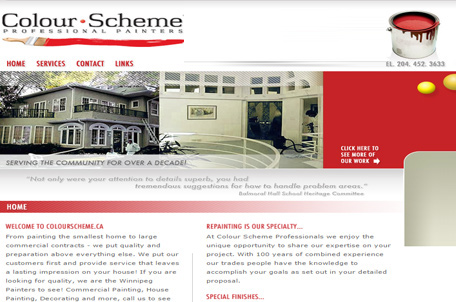 Colour • Scheme
PROFESSIONAL PAINTERS
EL. 204. 452. 3633
HOME SERVICES CONTACT LINKS
CLICK HERE TO
SEE MORE OF
OUR WORK
SERVING THE COMMUNITY FOR OVER A DECADE!
"Not only were your attention to details superb, you had
tremendous suggestions for how to handle problem areas."
Balmoral Hall School Heritage Committee
HOME
WELCOME TO COLOURSCHEME.CA
From painting the smallest home to large
commercial contracts - we put quality and
preparation above everything else. We put our
customers first and provide service that leaves
a lasting impression on your house! If you are
looking for quality, we are the Winnipeg
Painters to see! Commercial Painting, House
Painting, Decorating and more, call us to see
REPAINTING IS OUR SPECIALTY...
At Colour Scheme Professionals we enjoy the
unique opportunity to share our expertise on your
project. With 100 years of combined experience
our trades people have the knowledge to
accomplish your goals as set out in your detailed
proposal.
SPECIAL FINISHES...